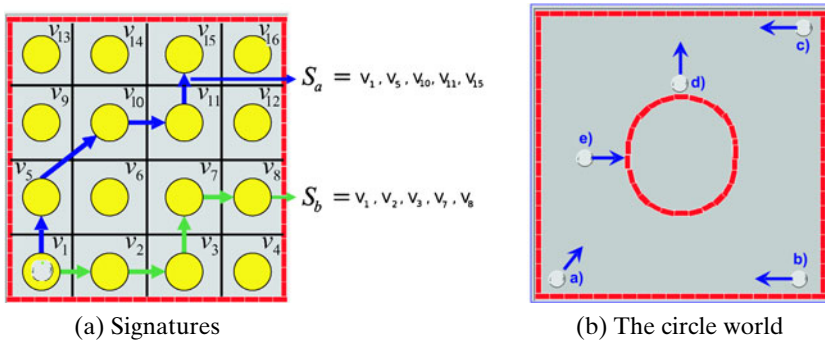 v13 v14 v15 v16
v9 v10 v11 v12
Sa = v1, v5, v10, v11, v15
v5 v6 v7 v8
Sb = v1, v2, v3, v7, v8
v1 v2 v3 v4
(a) Signatures
c)
d)
e)
a)
b)
(b) The circle world